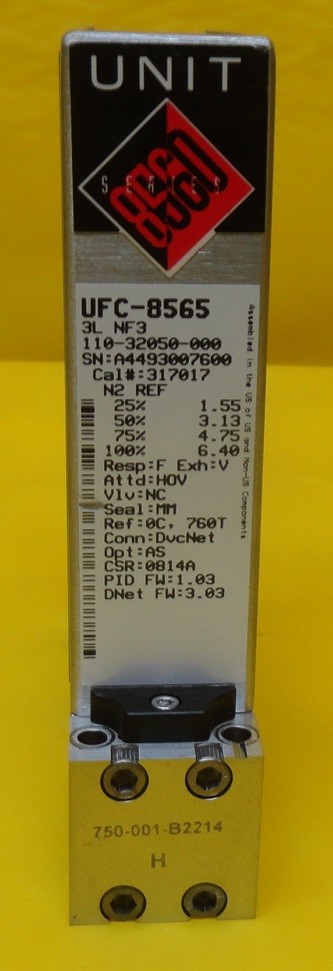 UNIT
SERIES
8560
UFC-8565
3L NF3
110-32050-000
SN:A4493007600
Cal#:317017
N2 REF
25% 1.55
50% 3.13
75% 4.75
100% 6.40
Resp:F Exh:V
Attd:HOV
Vlv:NC
Seal:MM
Ref:0C, 760T
Conn:DvcNet
Opt:AS
CSR:0814A
PID FW:1.03
DNet FW:3.03
Assembled in the US of US and Non-US Components
750-001-B2214
H